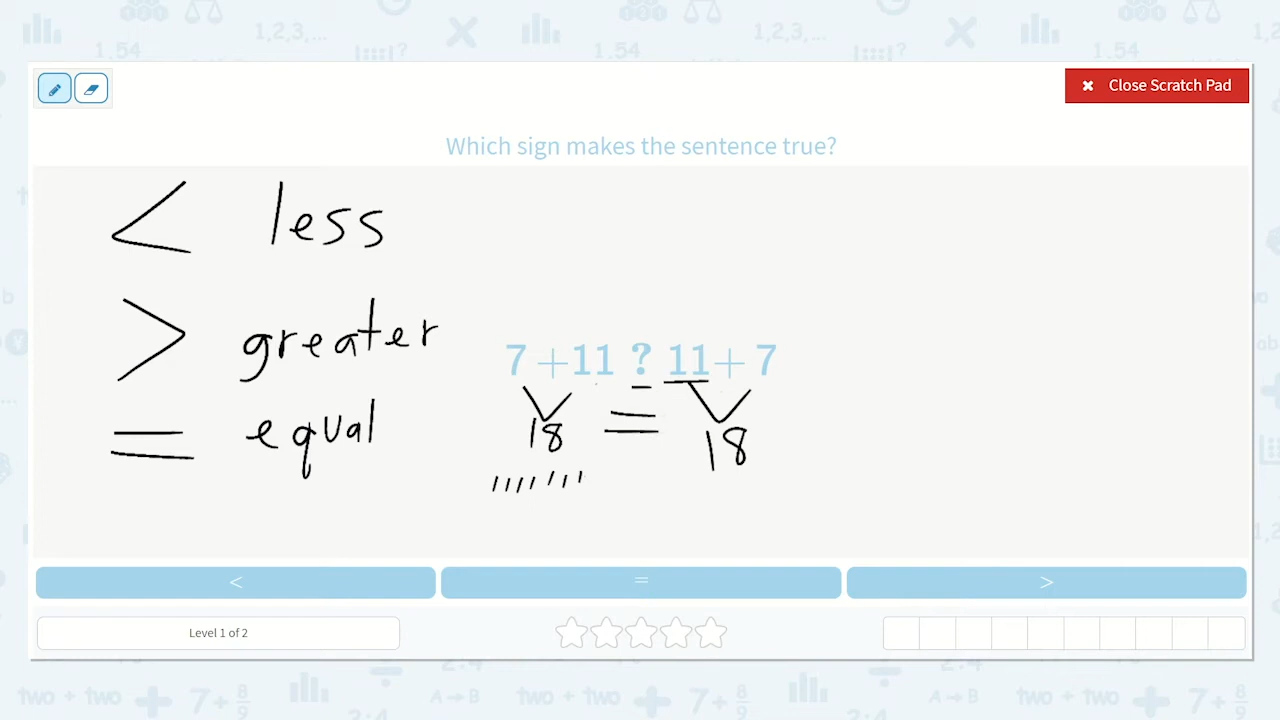 ✖ Close Scratch Pad
Which sign makes the sentence true?
< less
> greater
= equal
7 + 11 ? 11 + 7
18 = 18
< = >
Level 1 of 2